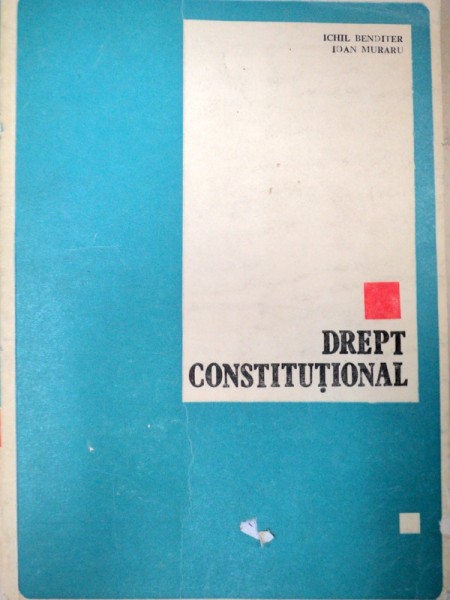 ICHIL BENDITER
IOAN MURARU
DREPT
CONSTITUȚIONAL